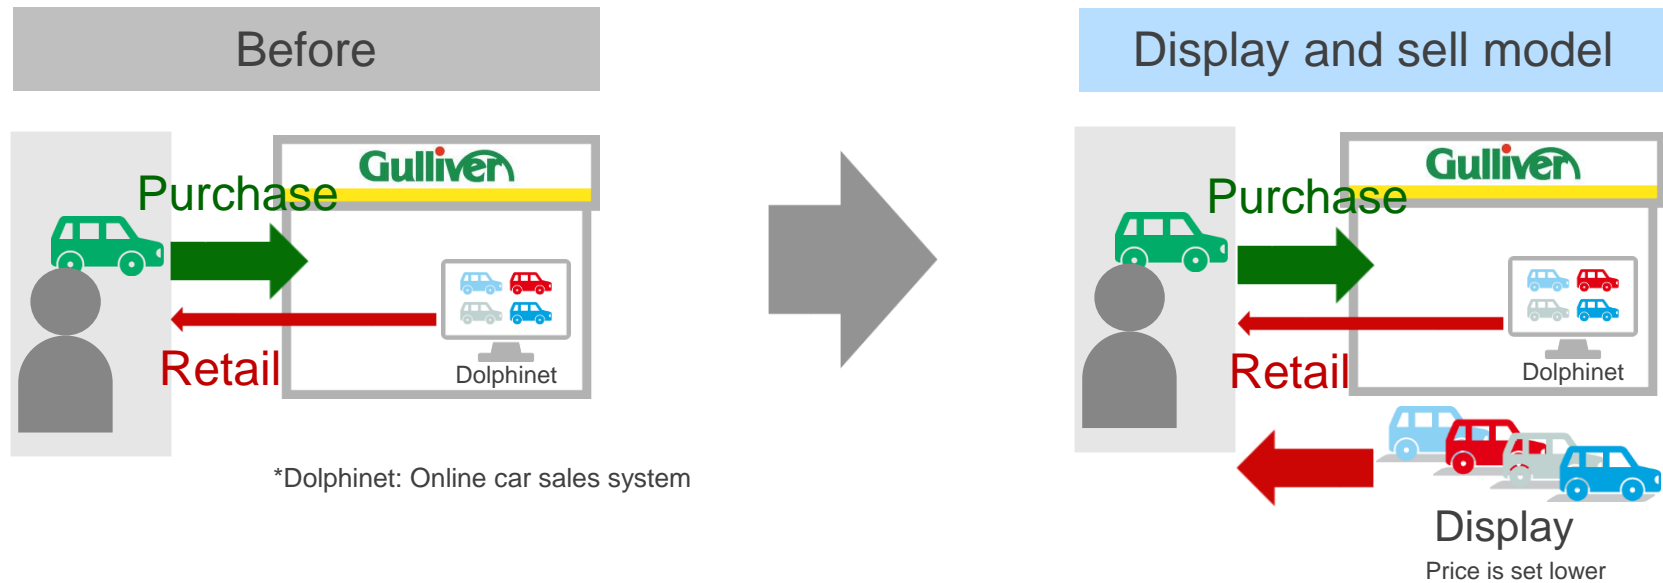 Before
Gulliver
Purchase
Retail
Dolphinet
*Dolphinet: Online car sales system
Display and sell model
Gulliver
Purchase
Retail
Dolphinet
Display
Price is set lower